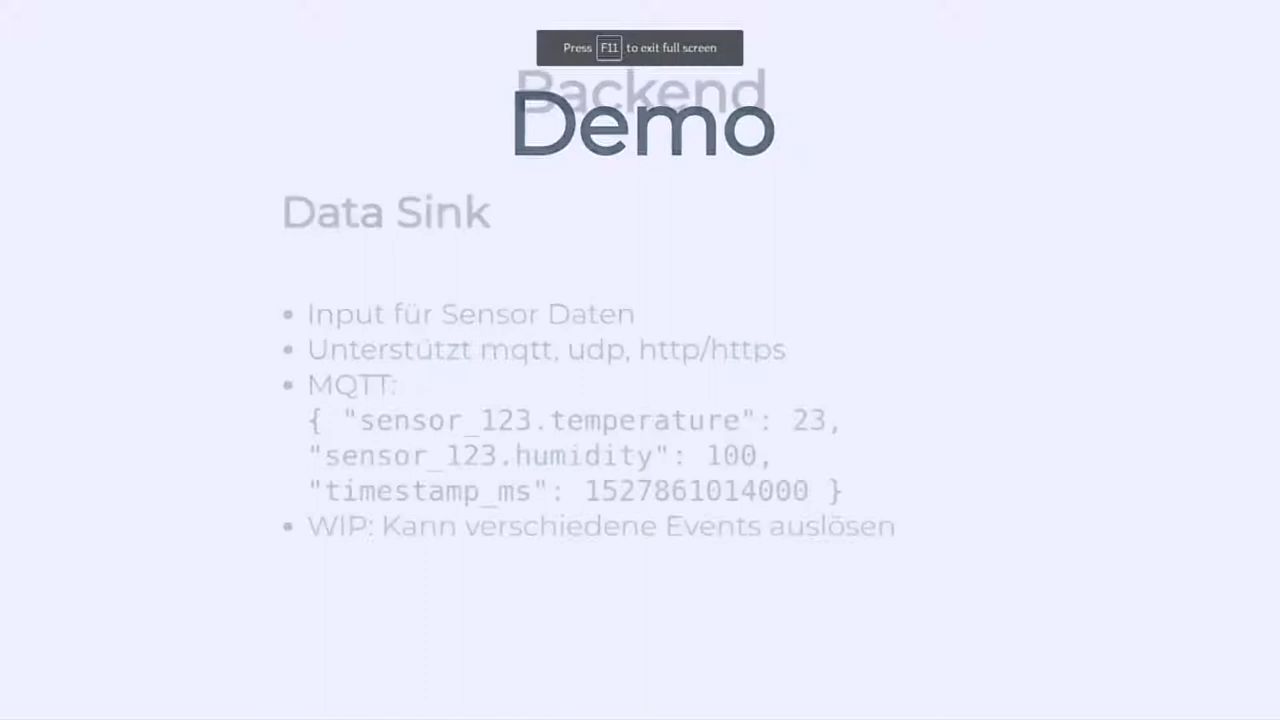 Press F11 to exit full screen
Backend
Demo
Data Sink
• Input für Sensor Daten
• Unterstützt mqtt, udp, http/https
• MQTT:
{ "sensor_123.temperature": 23,
"sensor_123.humidity": 100,
"timestamp_ms": 1527861014000 }
• WIP: Kann verschiedene Events auslösen